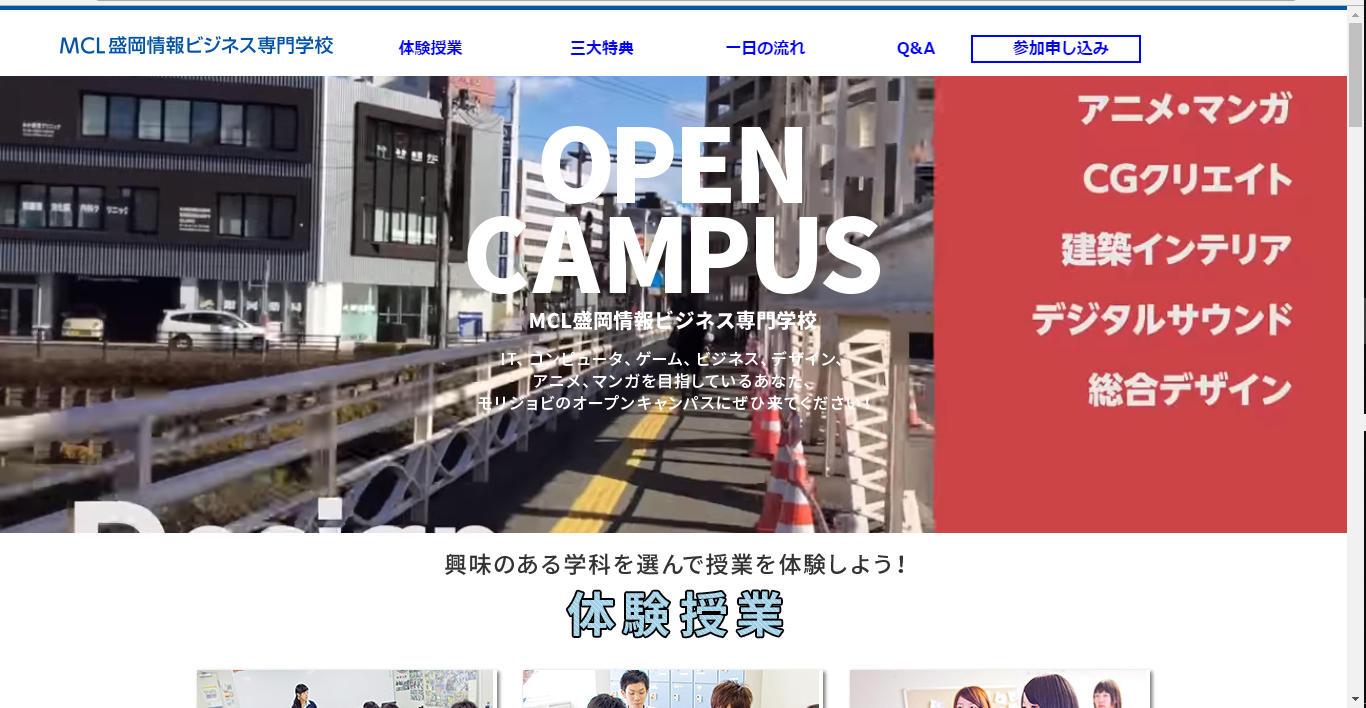 MCL盛岡情報ビジネス専門学校
体験授業
三大特典
一日の流れ
Q&A
参加申し込み
OPEN
CAMPUS
MCL盛岡情報ビジネス専門学校
IT、コンピュータ、ゲーム、ビジネス、デザイン、
アニメ、マンガを目指しているあなた、
モリジョビのオープンキャンパスにぜひ来てください!
アニメ・マンガ
CGクリエイト
建築インテリア
デジタルサウンド
総合デザイン
Design
興味のある学科を選んで授業を体験しよう!
体験授業